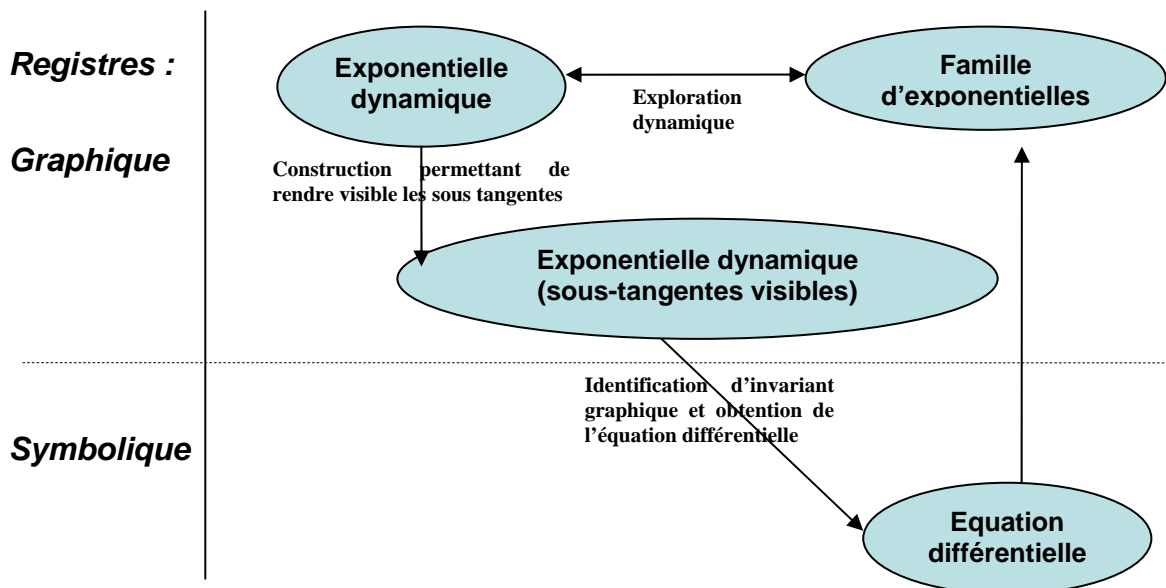 Registres :
Exponentielle
dynamique
Famille
d'exponentielles
Exploration
dynamique
Graphique
Construction permettant de
rendre visible les sous tangentes
Exponentielle dynamique
(sous-tangentes visibles)
Identification d'invariant
graphique et obtention de
l'équation différentielle
Symbolique
Equation
différentielle